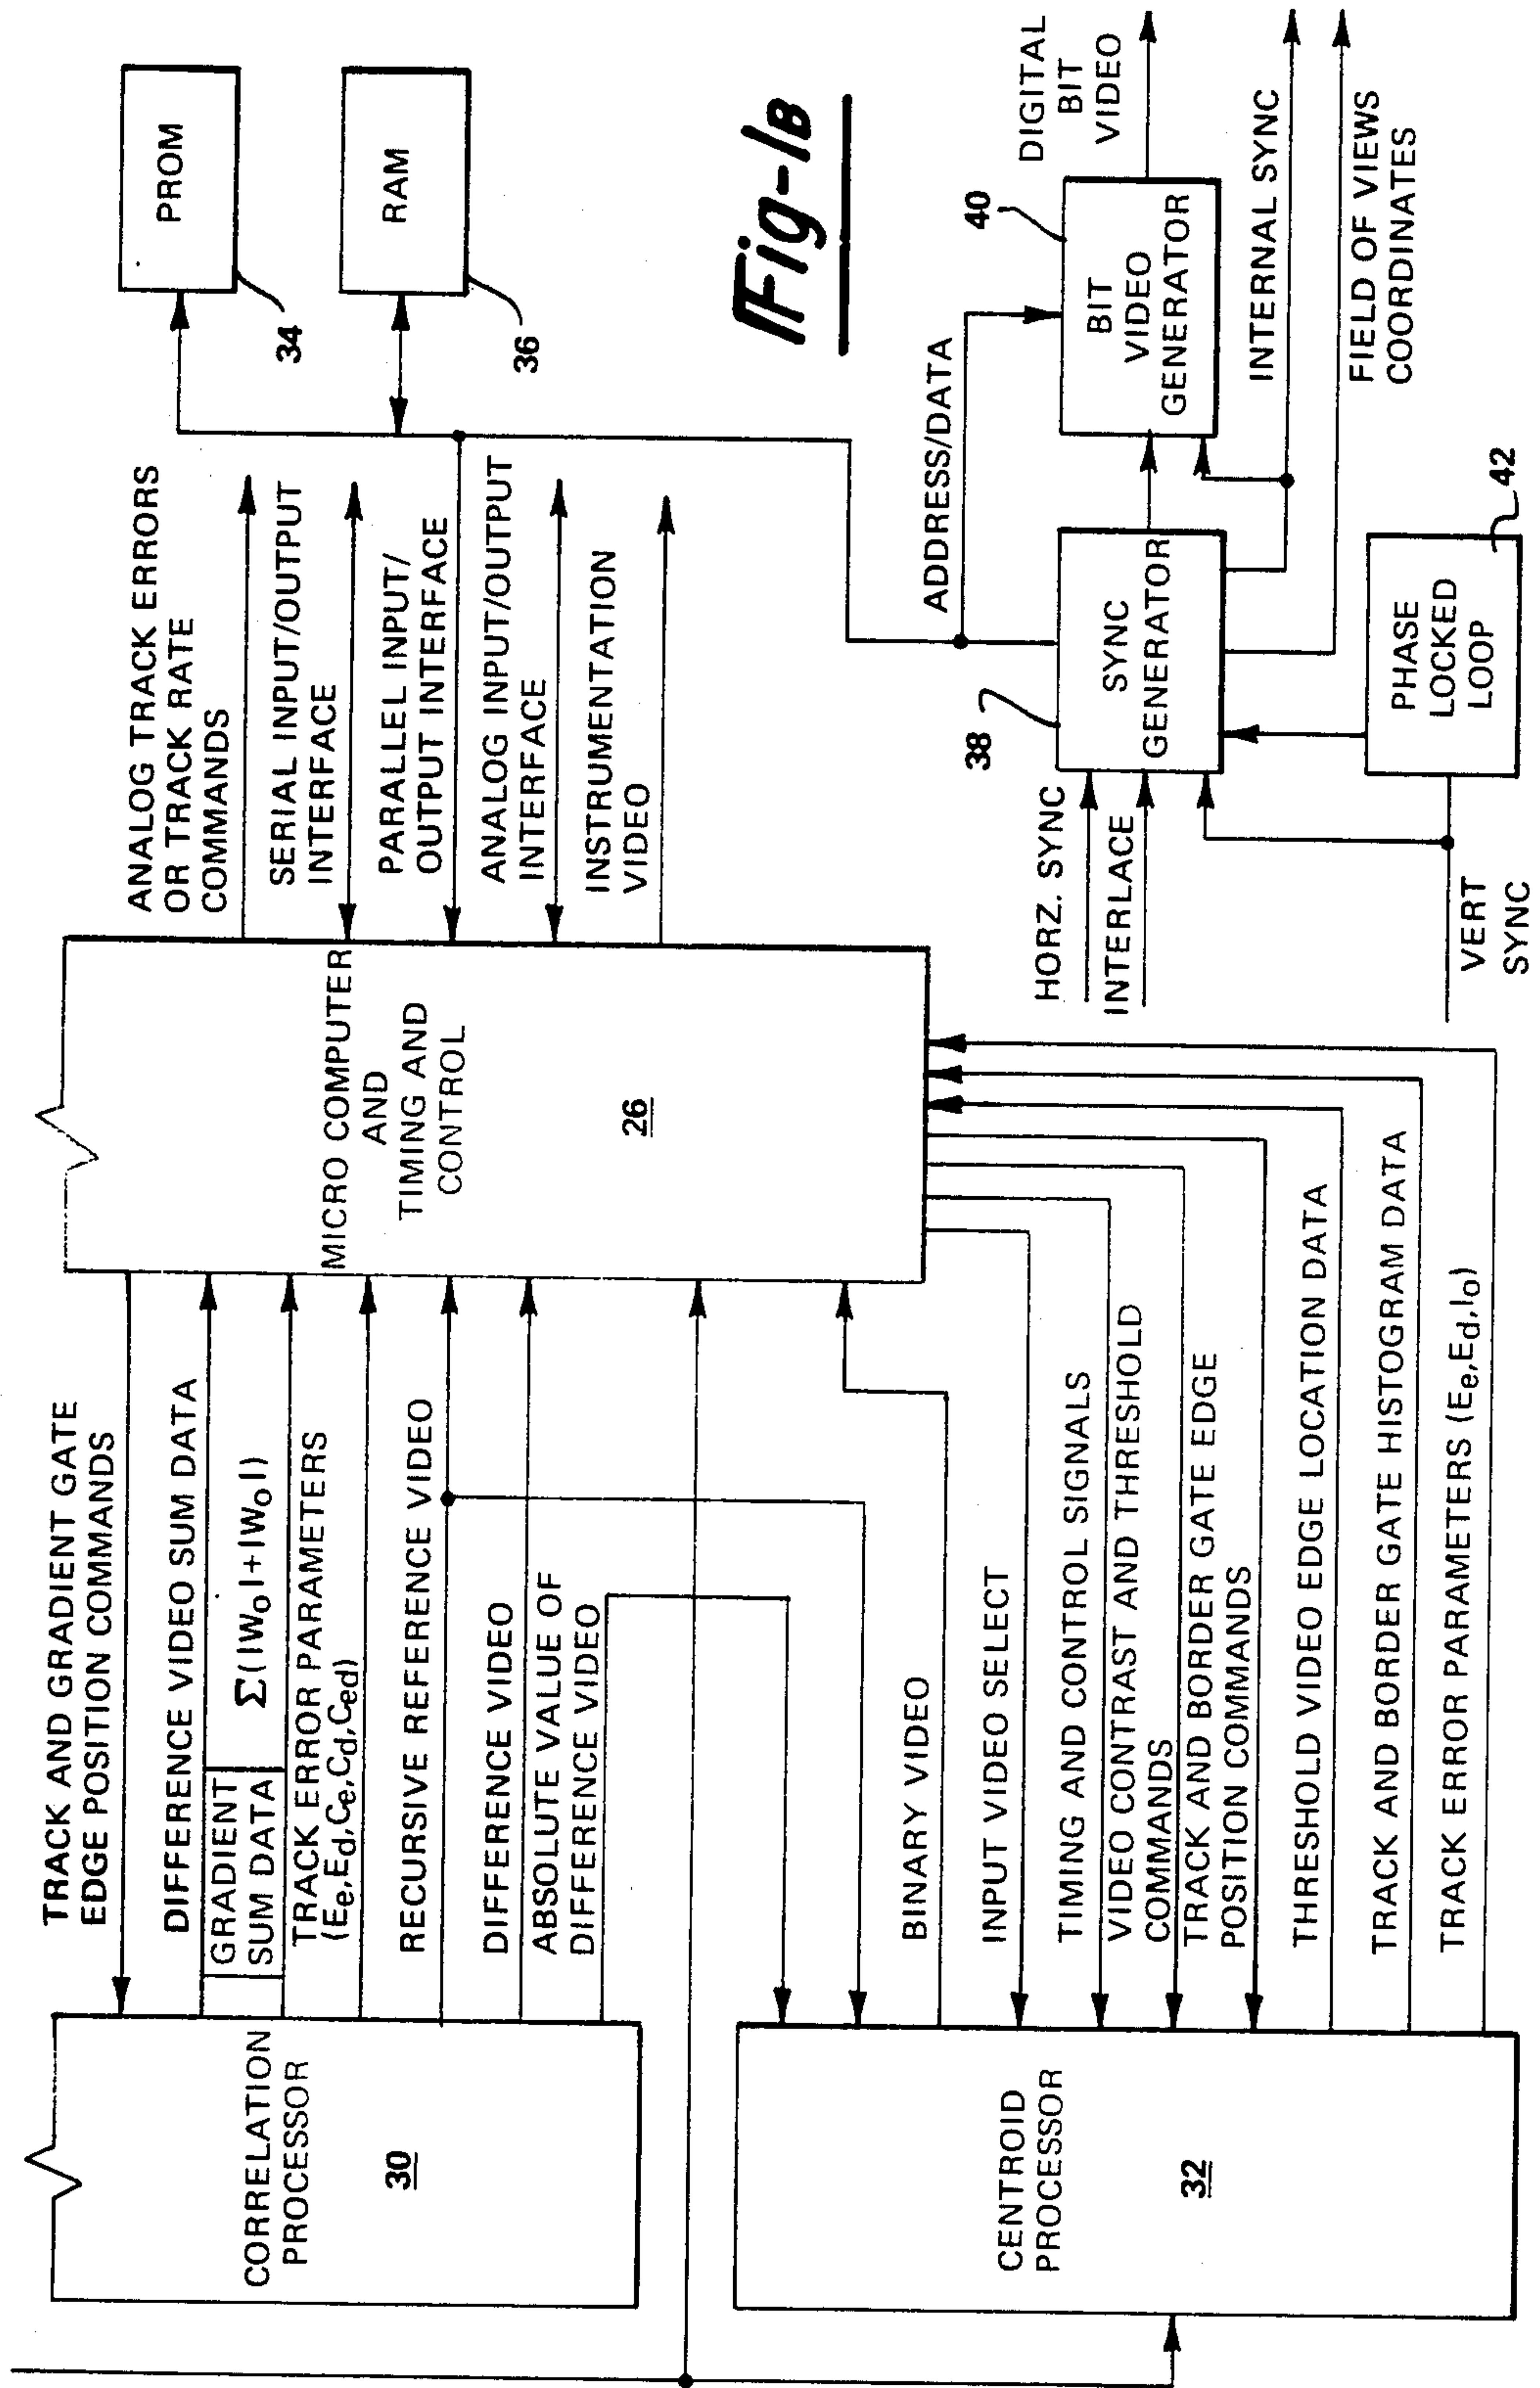 TRACK AND GRADIENT GATE
EDGE POSITION COMMANDS
DIFFERENCE VIDEO SUM DATA
GRADIENT
SUM DATA
Σ(IW₀I+IW₀I)
TRACK ERROR PARAMETERS
(Eₑ,E_d,Cₑ,C_d,C_ed)
RECURSIVE REFERENCE VIDEO
DIFFERENCE VIDEO
ABSOLUTE VALUE OF
DIFFERENCE VIDEO
CORRELATION
PROCESSOR
30
BINARY VIDEO
INPUT VIDEO SELECT
TIMING AND CONTROL SIGNALS
VIDEO CONTRAST AND THRESHOLD
COMMANDS
TRACK AND BORDER GATE EDGE
POSITION COMMANDS
THRESHOLD VIDEO EDGE LOCATION DATA
TRACK AND BORDER GATE HISTOGRAM DATA
TRACK ERROR PARAMETERS (Eₑ,E_d,I₀)
CENTROID
PROCESSOR
32
MICRO COMPUTER
AND
TIMING AND
CONTROL
26
ANALOG TRACK ERRORS
OR TRACK RATE
COMMANDS
SERIAL INPUT/OUTPUT
INTERFACE
PARALLEL INPUT/
OUTPUT INTERFACE
ANALOG INPUT/OUTPUT
INTERFACE
INSTRUMENTATION
VIDEO
PROM
34
RAM
36
Fig-1B
ADDRESS/DATA
HORZ. SYNC
INTERLACE
VERT
SYNC
38
SYNC
GENERATOR
PHASE
LOCKED
LOOP
42
40
BIT
VIDEO
GENERATOR
DIGITAL
BIT
VIDEO
INTERNAL SYNC
FIELD OF VIEWS
COORDINATES